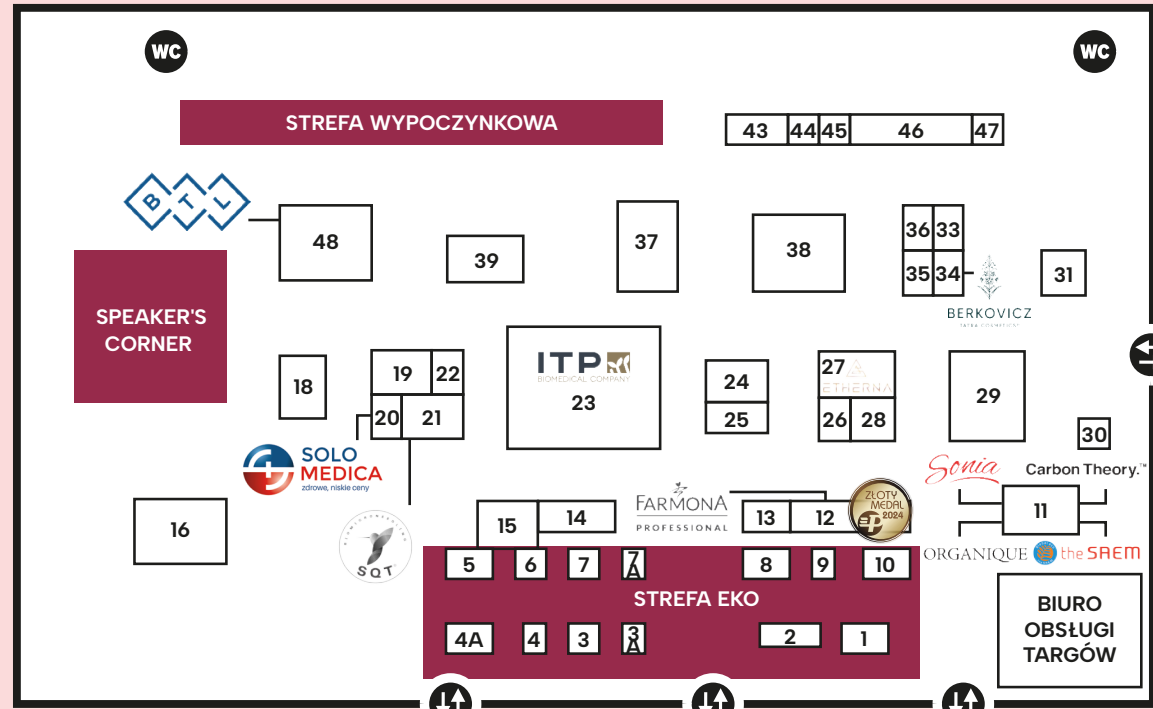 WC
WC
STREFA WYPOCZYNKOWA
43 44 45 46 47
BTL
48
39
37
38
36 33
35 34
31
BERKOVICZ
TATRA COSMETICS
SPEAKER'S
CORNER
18
19 22
20 21
ITP
BIOMEDICAL COMPANY
23
24
25
27
ETHERNA
26 28
29
30
SOLO
MEDICA
zdrowe, niskie ceny
Sonia
Carbon Theory.™
11
ORGANIQUE
the SAEM
16
SQT
15
14
FARMONA
PROFESSIONAL
13 12
ZŁOTY
MEDAL
2024
5 6 7 7A 8 9 10
STREFA EKO
4A 4 3 3A 2 1
BIURO
OBSŁUGI
TARGÓW